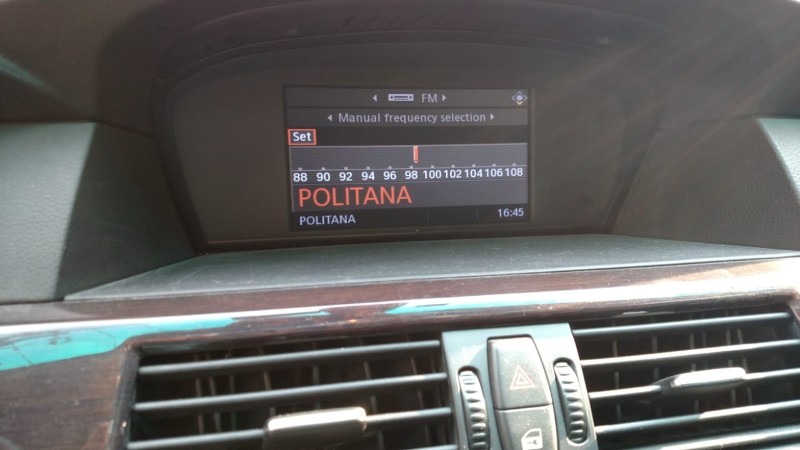 FM
Manual frequency selection
Set
88 90 92 94 96 98 100 102 104 106 108
POLITANA
POLITANA 16:45